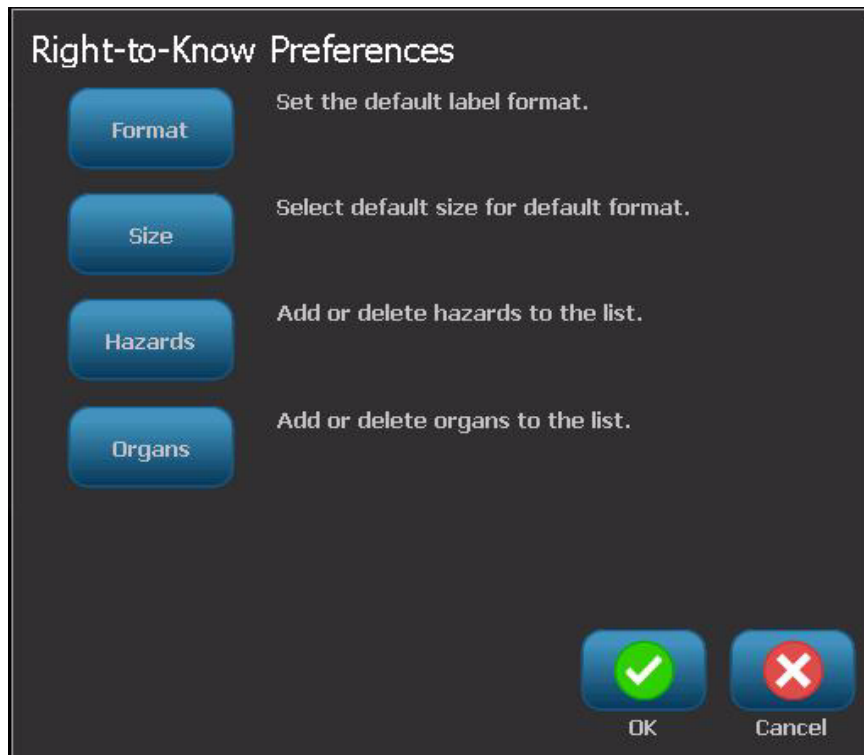 Right-to-Know Preferences
Format
Set the default label format.
Size
Select default size for default format.
Hazards
Add or delete hazards to the list.
Organs
Add or delete organs to the list.
OK
Cancel